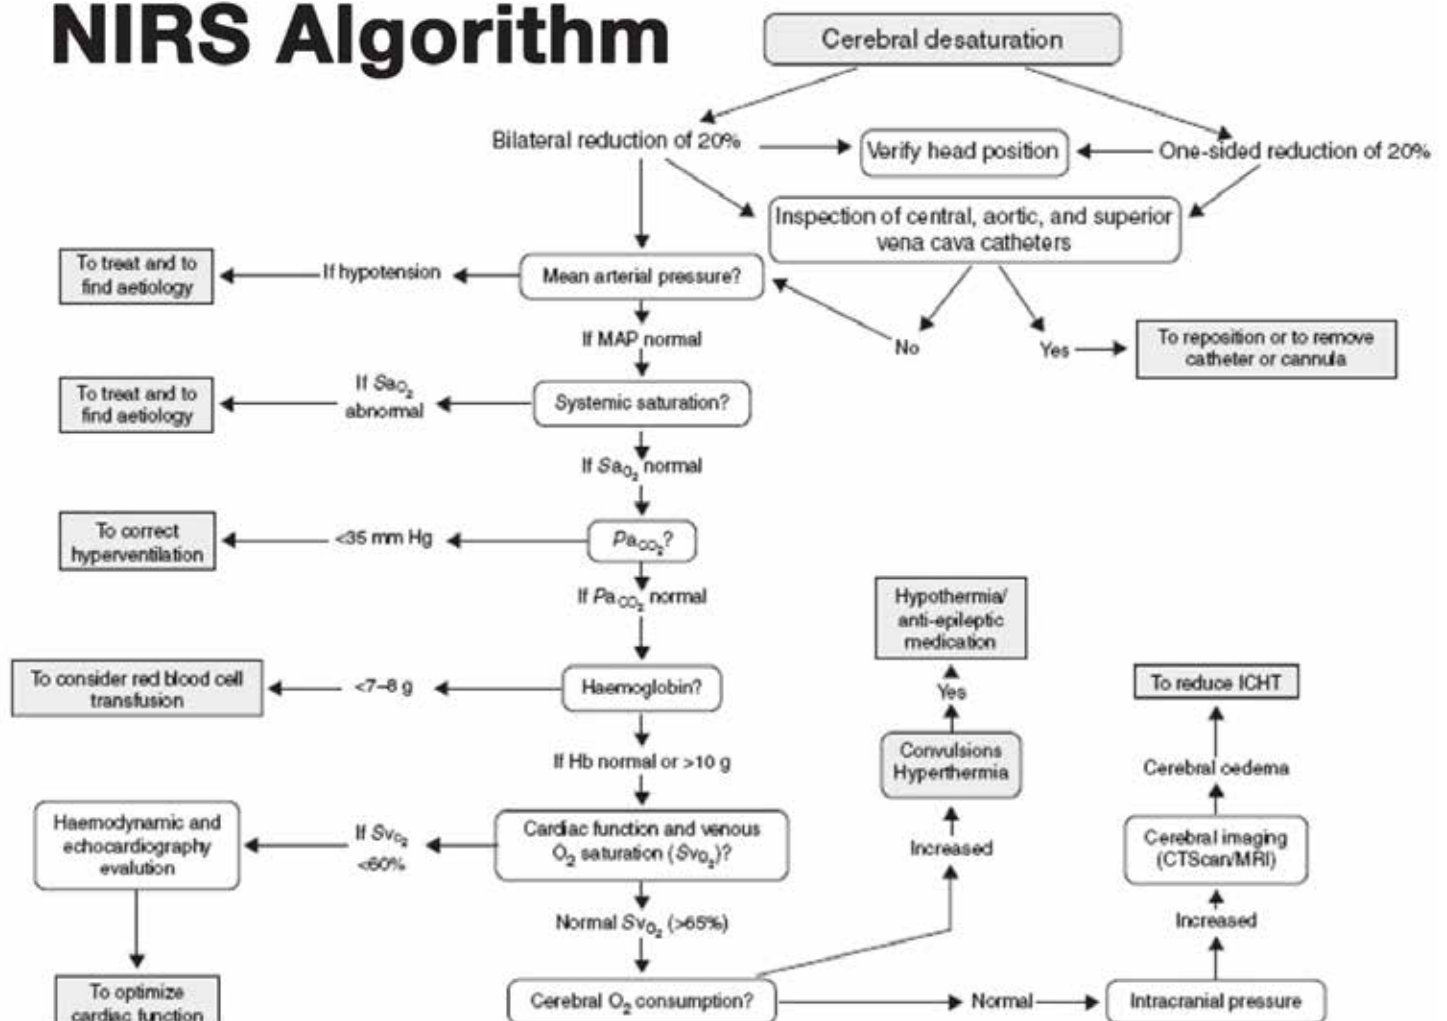 NIRS Algorithm
Cerebral desaturation
Bilateral reduction of 20%
Verify head position
One-sided reduction of 20%
Inspection of central, aortic, and superior
vena cava catheters
To treat and to
find aetiology
If hypotension
Mean arterial pressure?
If MAP normal
No
Yes
To reposition or to remove
catheter or cannula
To treat and to
find aetiology
If SaO2
abnormal
Systemic saturation?
If SaO2 normal
To correct
hyperventilation
<35 mm Hg
PaCO2?
If PaCO2 normal
Hypothermia/
anti-epileptic
medication
To consider red blood cell
transfusion
<7–8 g
Haemoglobin?
Yes
To reduce ICHT
If Hb normal or >10 g
Convulsions
Hyperthermia
Cerebral oedema
Haemodynamic and
echocardiography
evalution
If SvO2
<60%
Cardiac function and venous
O2 saturation (SvO2)?
Increased
Cerebral imaging
(CTScan/MRI)
Normal SvO2 (>65%)
Increased
To optimize
cardiac function
Cerebral O2 consumption?
Normal
Intracranial pressure